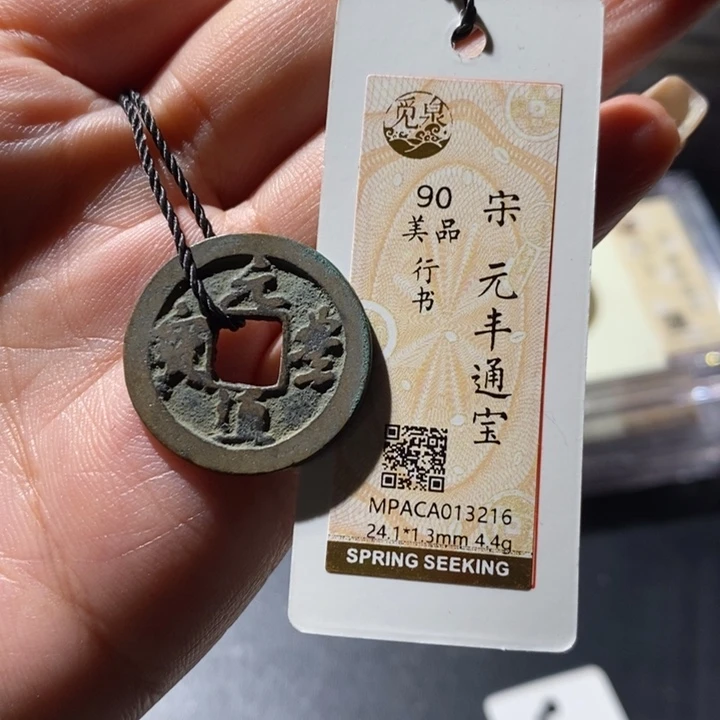 元豐通寶
觅泉
宋 元丰通宝
90
美品
行书
MPACA013216
24.1*1.3mm 4.4g
SPRING SEEKING